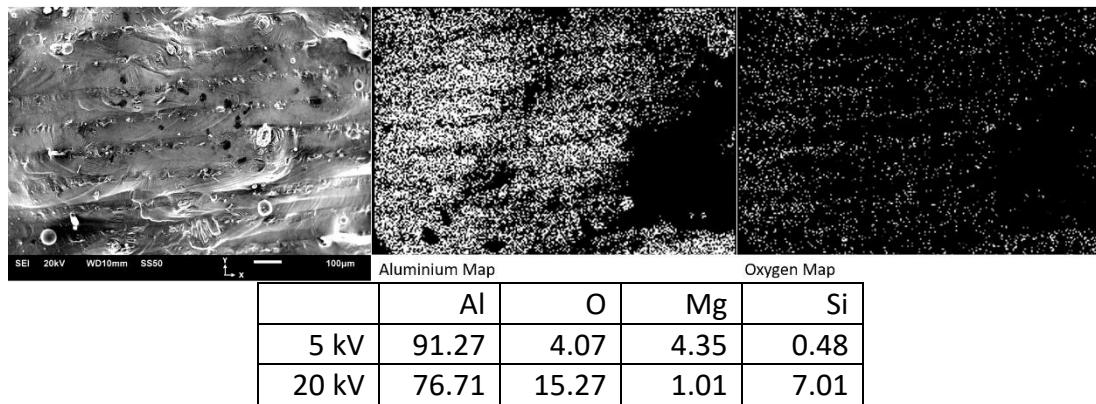 SEI 20kV WD10mm SS50 Y X 100µm
Aluminium Map Oxygen Map
Al O Mg Si
5 kV 91.27 4.07 4.35 0.48
20 kV 76.71 15.27 1.01 7.01